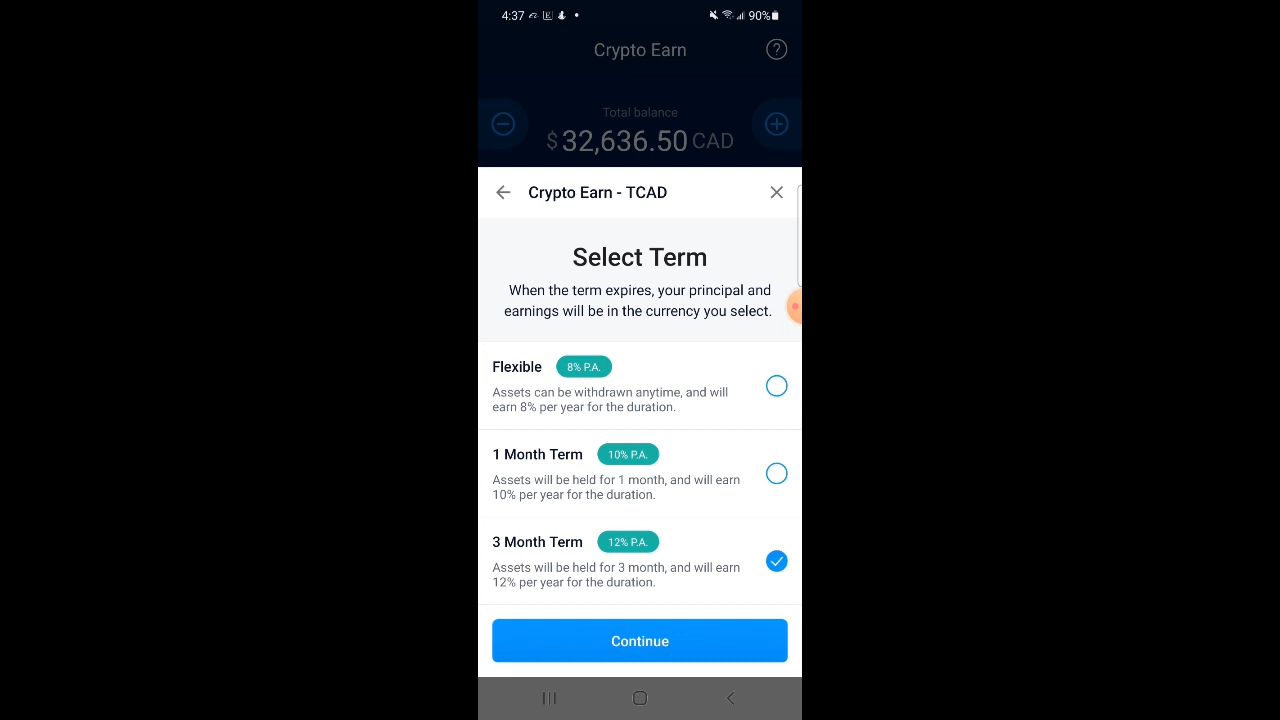 4:37 90%
Crypto Earn
Total balance
$ 32,636.50 CAD
Crypto Earn - TCAD
Select Term
When the term expires, your principal and
earnings will be in the currency you select.
Flexible 8% P.A.
Assets can be withdrawn anytime, and will
earn 8% per year for the duration.
1 Month Term 10% P.A.
Assets will be held for 1 month, and will earn
10% per year for the duration.
3 Month Term 12% P.A.
Assets will be held for 3 month, and will earn
12% per year for the duration.
Continue